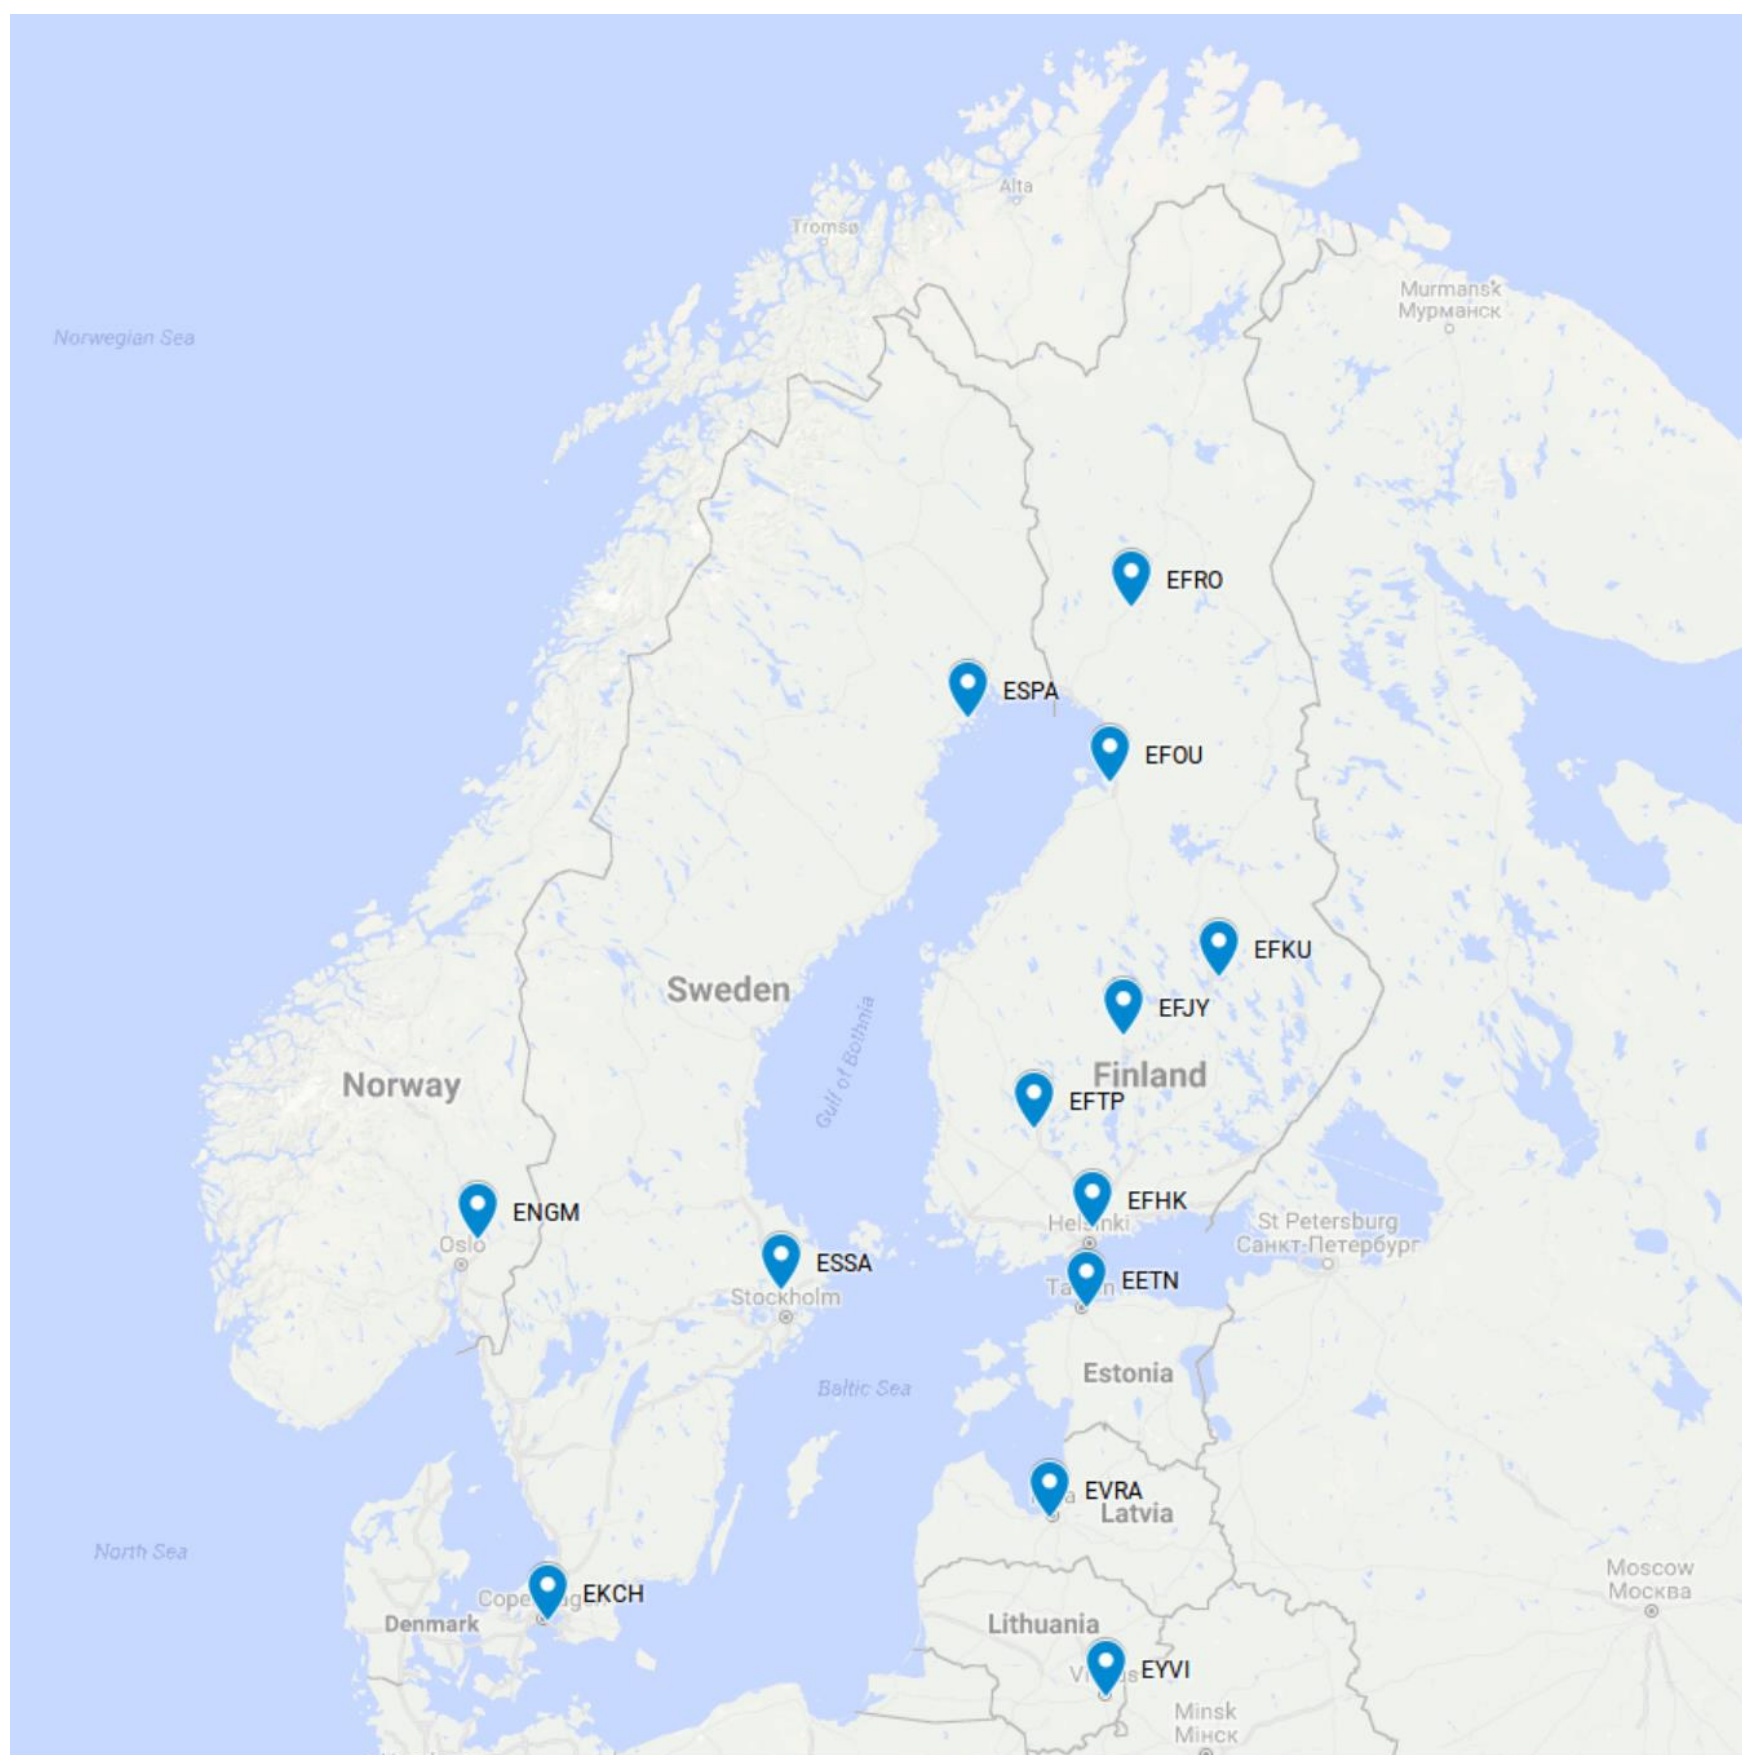 Alta
Tromsø
Murmansk
Мурманск
Norwegian Sea
EFRO
ESPA
EFOU
EFKU
Sweden
EFJY
Gulf of Bothnia
Finland
Norway
EFTP
EFHK
ENGM
Helsinki
St Petersburg
Санкт-Петербург
Oslo
ESSA
EETN
Stockholm
Estonia
Baltic Sea
EVRA
Latvia
North Sea
Moscow
Москва
EKCH
Denmark
Lithuania
EYVI
Minsk
Мінск